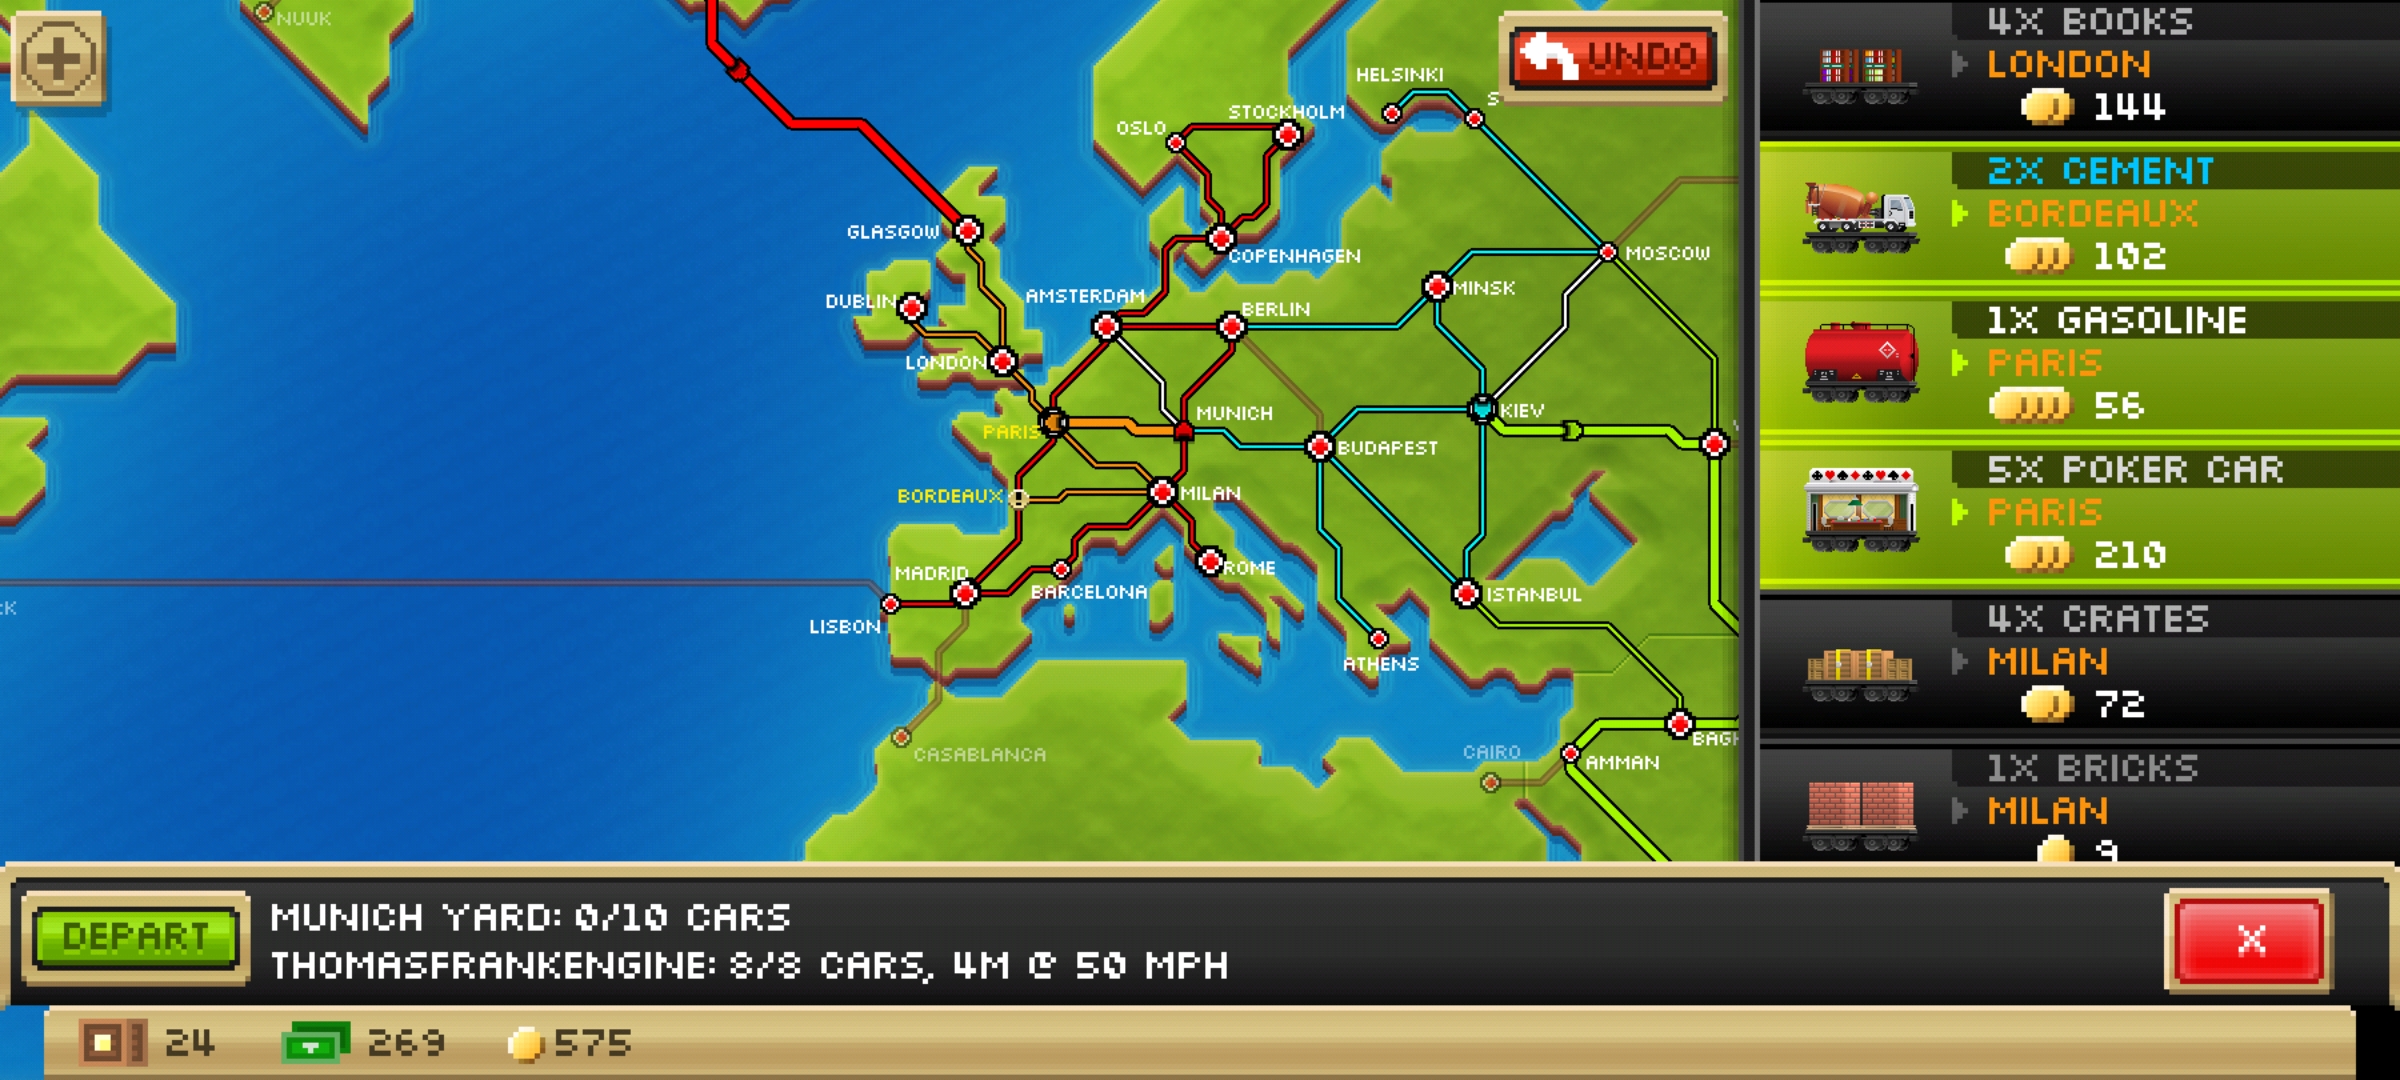 NUUK
UNDO
HELSINKI
STOCKHOLM
OSLO
GLASGOW
COPENHAGEN
MOSCOW
DUBLIN
AMSTERDAM
BERLIN
MINSK
LONDON
MUNICH
KIEV
PARIS
BUDAPEST
BORDEAUX
MILAN
MADRID
BARCELONA
ROME
ISTANBUL
LISBON
ATHENS
CASABLANCA
CAIRO
AMMAN
4X BOOKS
LONDON
144
2X CEMENT
BORDEAUX
102
1X GASOLINE
PARIS
56
5X POKER CAR
PARIS
210
4X CRATES
MILAN
72
1X BRICKS
MILAN
9
DEPART
MUNICH YARD: 0/10 CARS
THOMASFRANKENGINE: 8/8 CARS, 4M @ 50 MPH
X
24
269
575